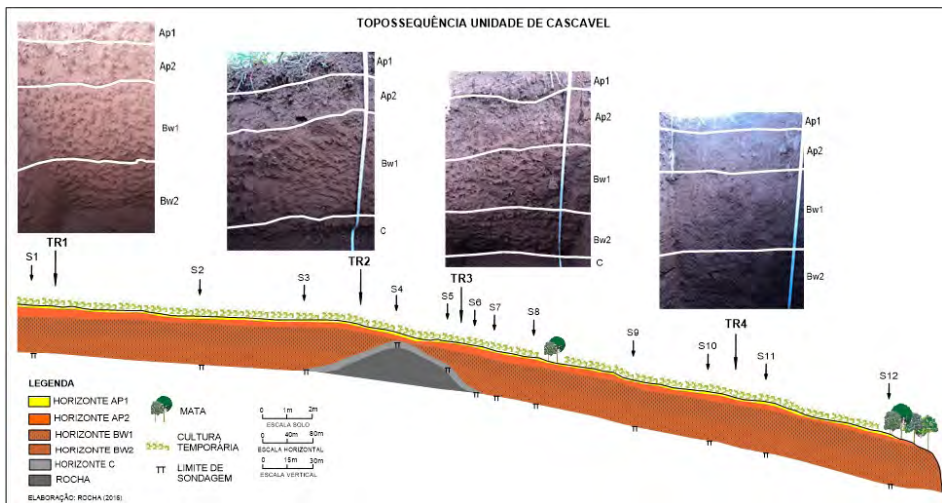 TOPOSSEQUÊNCIA UNIDADE DE CASCAVEL
Ap1
Ap2
Bw1
Bw2
Ap1
Ap2
Bw1
C
Ap1
Ap2
Bw1
Bw2
C
Ap1
Ap2
Bw1
Bw2
S1
TR1
S2
S3
TR2
S4
S5
TR3
S6
S7
S8
S9
S10
TR4
S11
S12
LEGENDA
HORIZONTE AP1
HORIZONTE AP2
HORIZONTE BW1
HORIZONTE BW2
HORIZONTE C
ROCHA
MATA
CULTURA
TEMPORÁRIA
LIMITE DE
SONDAGEM
0 1m 2m
ESCALA SOLO
0 40m 80m
ESCALA HORIZONTAL
0 15m 30m
ESCALA VERTICAL
ELABORAÇÃO: ROCHA (2016)